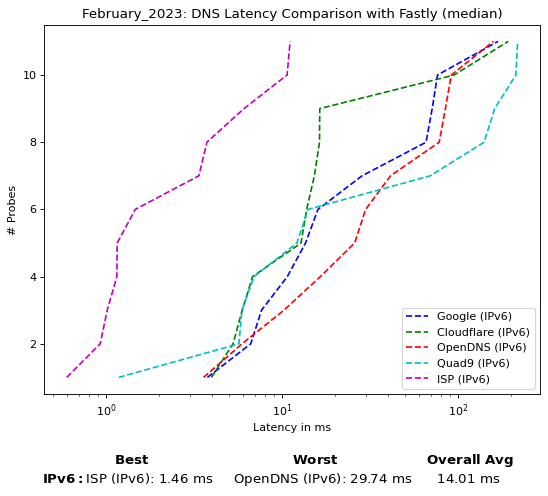 February_2023: DNS Latency Comparison with Fastly (median)
# Probes
10
8
6
4
2
Google (IPv6)
Cloudflare (IPv6)
OpenDNS (IPv6)
Quad9 (IPv6)
ISP (IPv6)
10⁰ 10¹ 10²
Latency in ms
Best Worst Overall Avg
IPv6: ISP (IPv6): 1.46 ms OpenDNS (IPv6): 29.74 ms 14.01 ms